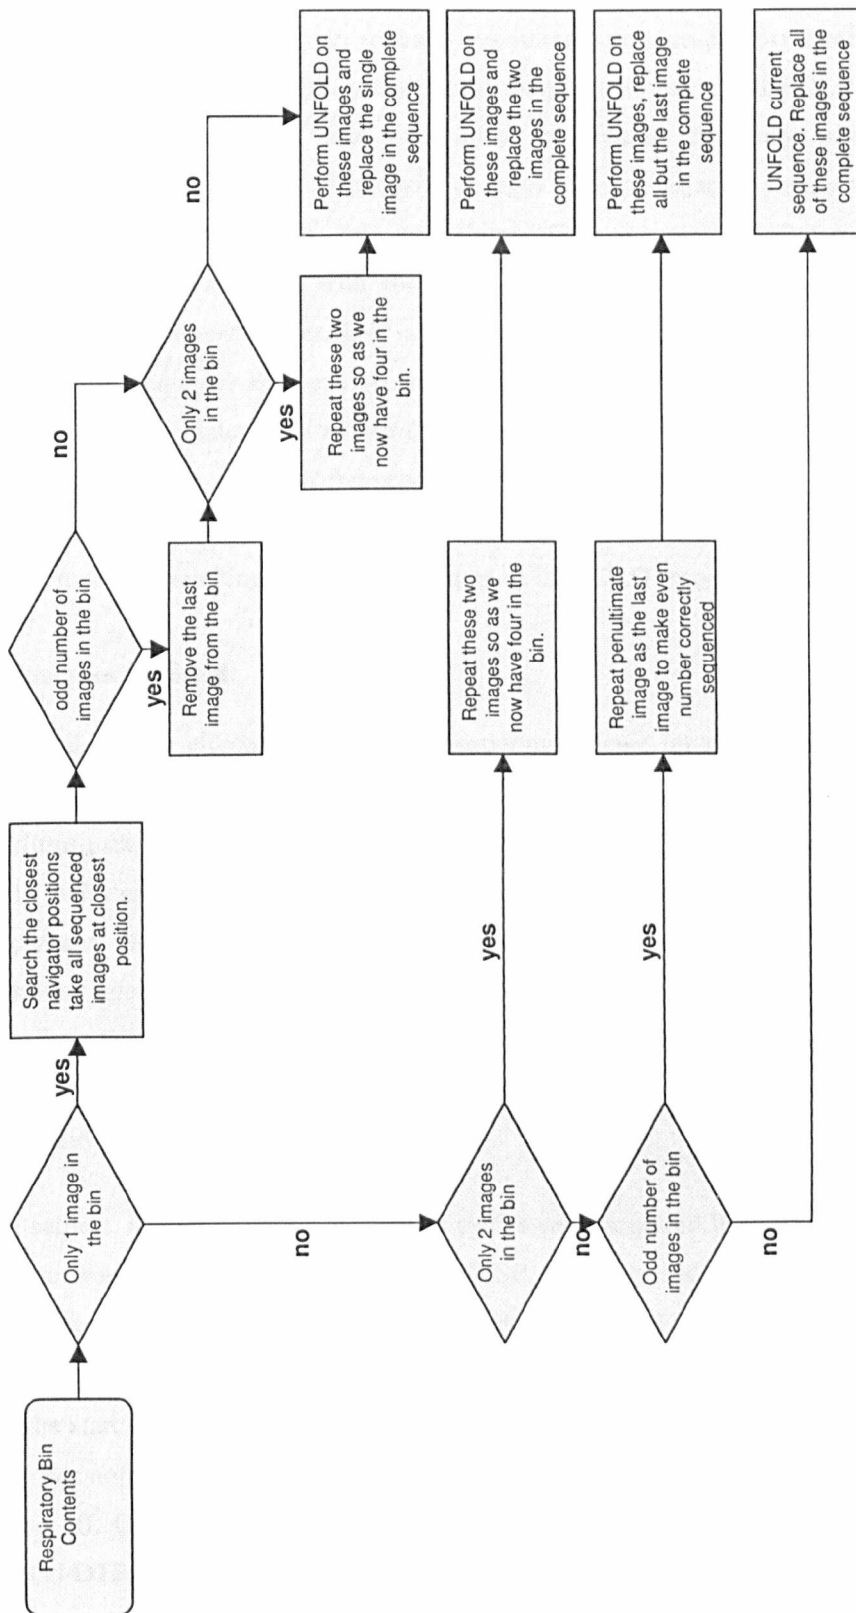 Respiratory Bin
Contents
Only 1 image in
the bin
yes
no
Search the closest
navigator positions
take all sequenced
images at closest
position.
odd number of
images in the bin
yes
no
Remove the last
image from the bin
Only 2 images
in the bin
yes
no
Repeat these two
images so as we
now have four in the
bin.
Perform UNFOLD on
these images and
replace the single
image in the complete
sequence
Only 2 images
in the bin
yes
no
Repeat these two
images so as we
now have four in the
bin.
Perform UNFOLD on
these images and
replace the two
images in the
complete sequence
Odd number of
images in the bin
yes
no
Repeat penultimate
image as the last
image to make even
number correctly
sequenced
Perform UNFOLD on
these images, replace
all but the last image
in the complete
sequence
UNFOLD current
sequence. Replace all
of these images in the
complete sequence